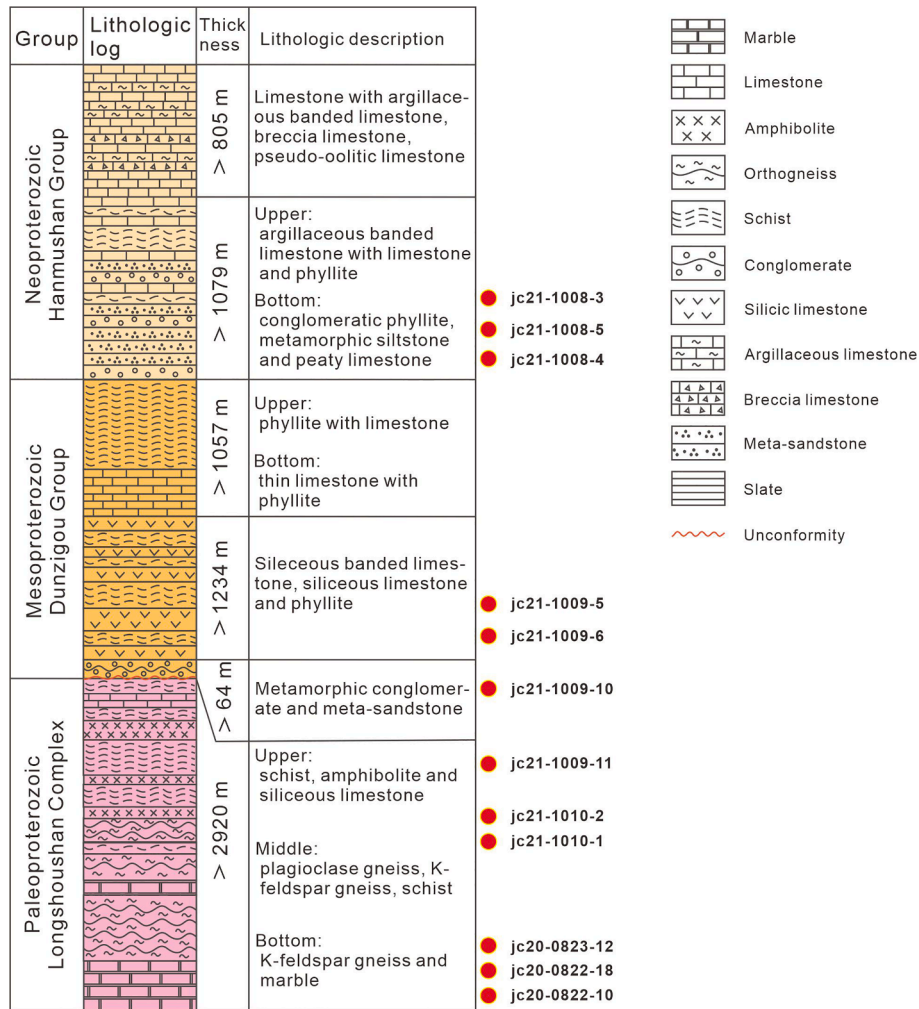 Group
Lithologic
log
Thick
ness
Lithologic description
Neoproterozoic
Hanmushan Group
> 805 m
Limestone with argillace-
ous banded limestone,
breccia limestone,
pseudo-oolitic limestone
> 1079 m
Upper:
argillaceous banded
limestone with limestone
and phyllite
Bottom:
conglomeratic phyllite,
metamorphic siltstone
and peaty limestone
jc21-1008-3
jc21-1008-5
jc21-1008-4
Mesoproterozoic
Dunzigou Group
> 1057 m
Upper:
phyllite with limestone
Bottom:
thin limestone with
phyllite
> 1234 m
Sileceous banded limes-
tone, siliceous limestone
and phyllite
jc21-1009-5
jc21-1009-6
> 64 m
Metamorphic conglomer-
ate and meta-sandstone
jc21-1009-10
Paleoproterozoic
Longshoushan Complex
> 2920 m
Upper:
schist, amphibolite and
siliceous limestone
Middle:
plagioclase gneiss, K-
feldspar gneiss, schist
Bottom:
K-feldspar gneiss and
marble
jc21-1009-11
jc21-1010-2
jc21-1010-1
jc20-0823-12
jc20-0822-18
jc20-0822-10
Marble
Limestone
Amphibolite
Orthogneiss
Schist
Conglomerate
Silicic limestone
Argillaceous limestone
Breccia limestone
Meta-sandstone
Slate
Unconformity